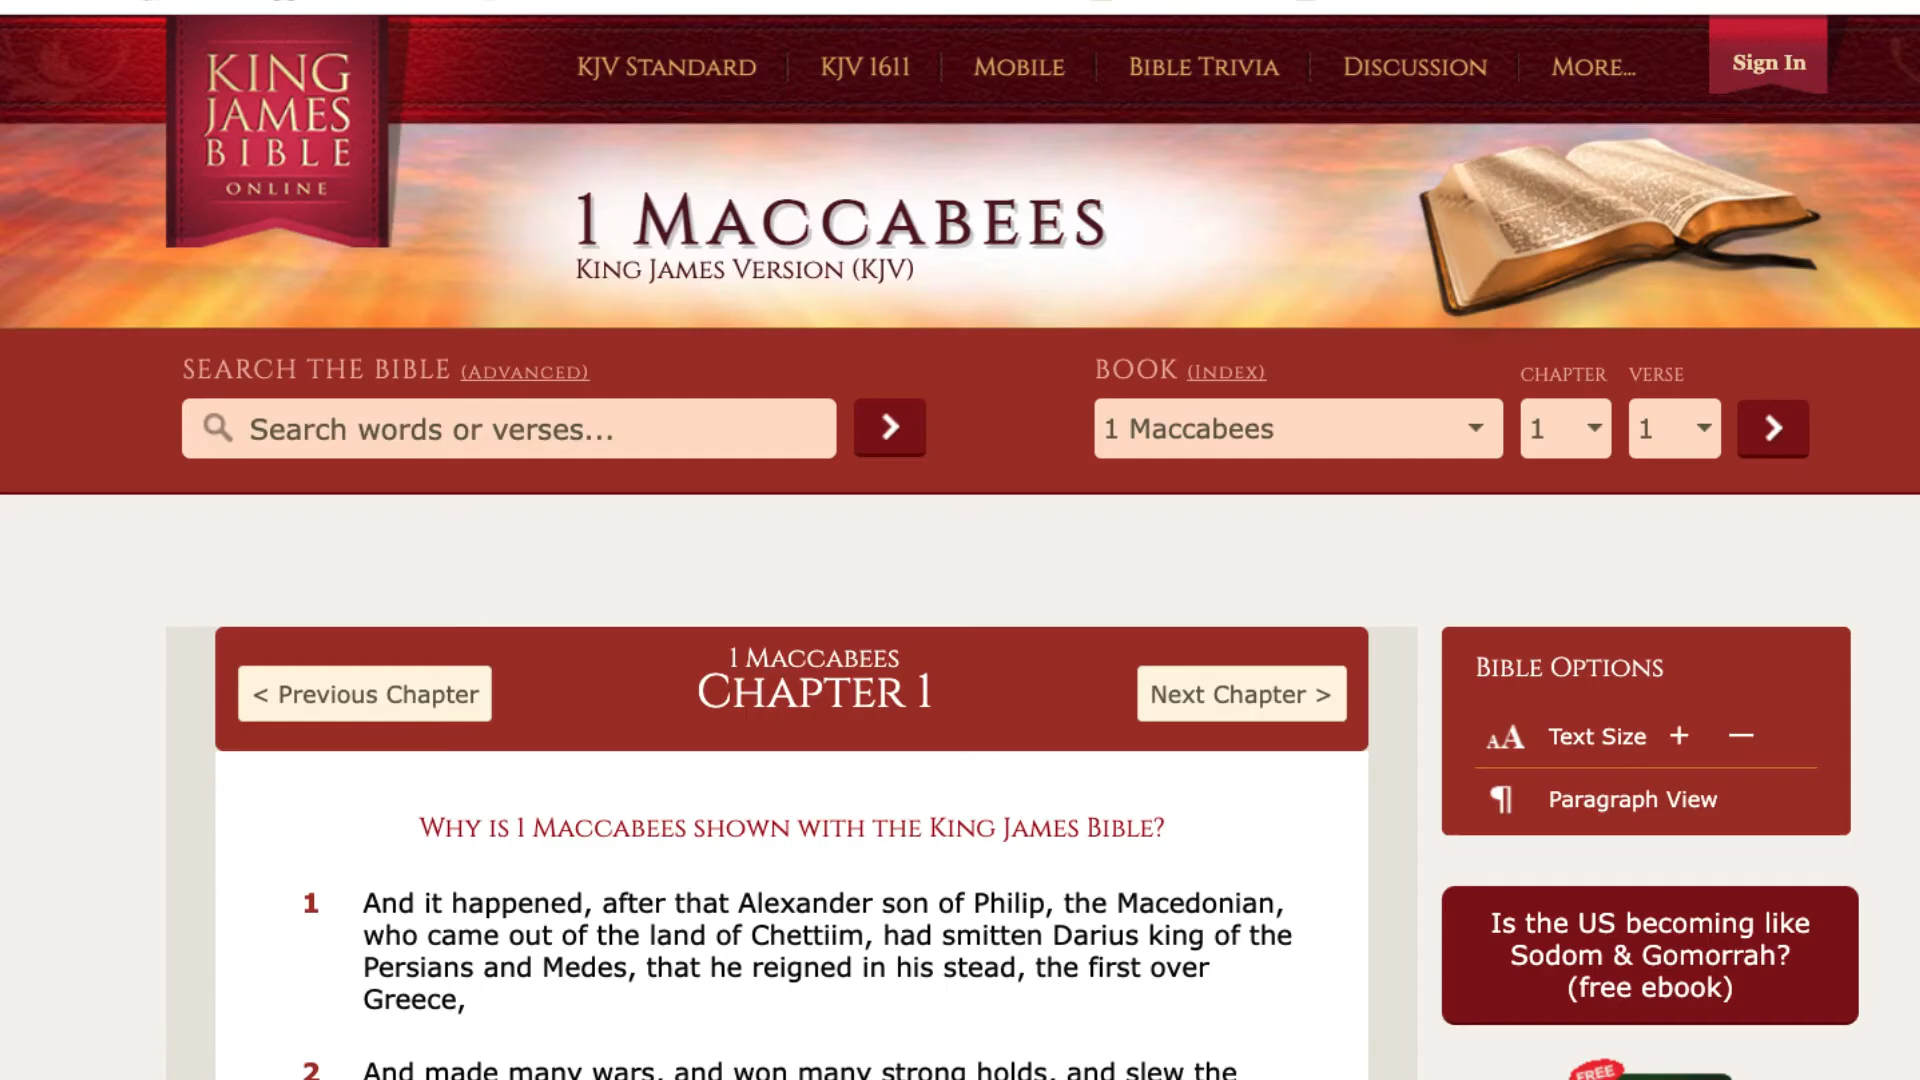 KING
JAMES
BIBLE
ONLINE
KJV STANDARD
KJV 1611
MOBILE
BIBLE TRIVIA
DISCUSSION
MORE...
Sign In
1 MACCABEES
KING JAMES VERSION (KJV)
SEARCH THE BIBLE (ADVANCED)
Search words or verses...
BOOK (INDEX)
CHAPTER
VERSE
1 Maccabees
1
1
< Previous Chapter
1 MACCABEES
CHAPTER 1
Next Chapter >
BIBLE OPTIONS
AA Text Size + —
¶ Paragraph View
WHY IS 1 MACCABEES SHOWN WITH THE KING JAMES BIBLE?
1 And it happened, after that Alexander son of Philip, the Macedonian,
who came out of the land of Chettiim, had smitten Darius king of the
Persians and Medes, that he reigned in his stead, the first over
Greece,
2 And made many wars, and won many strong holds, and slew the
Is the US becoming like
Sodom & Gomorrah?
(free ebook)
FREE